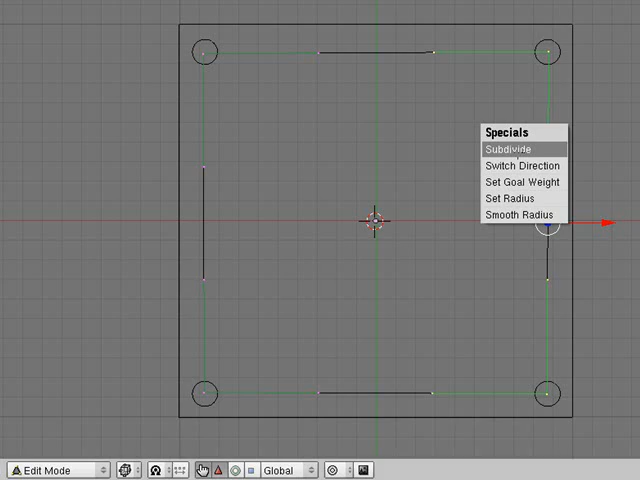 Specials
Subdivide
Switch Direction
Set Goal Weight
Set Radius
Smooth Radius
Edit Mode
Global